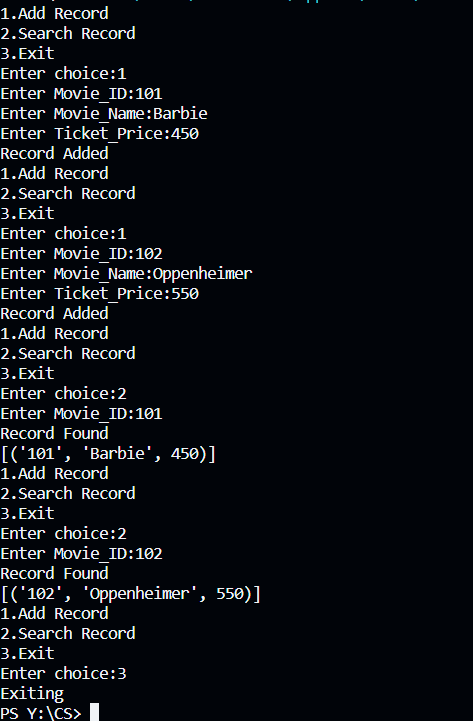 1.Add Record
2.Search Record
3.Exit
Enter choice:1
Enter Movie_ID:101
Enter Movie_Name:Barbie
Enter Ticket_Price:450
Record Added
1.Add Record
2.Search Record
3.Exit
Enter choice:1
Enter Movie_ID:102
Enter Movie_Name:Oppenheimer
Enter Ticket_Price:550
Record Added
1.Add Record
2.Search Record
3.Exit
Enter choice:2
Enter Movie_ID:101
Record Found
[('101', 'Barbie', 450)]
1.Add Record
2.Search Record
3.Exit
Enter choice:2
Enter Movie_ID:102
Record Found
[('102', 'Oppenheimer', 550)]
1.Add Record
2.Search Record
3.Exit
Enter choice:3
Exiting
PS Y:\CS>